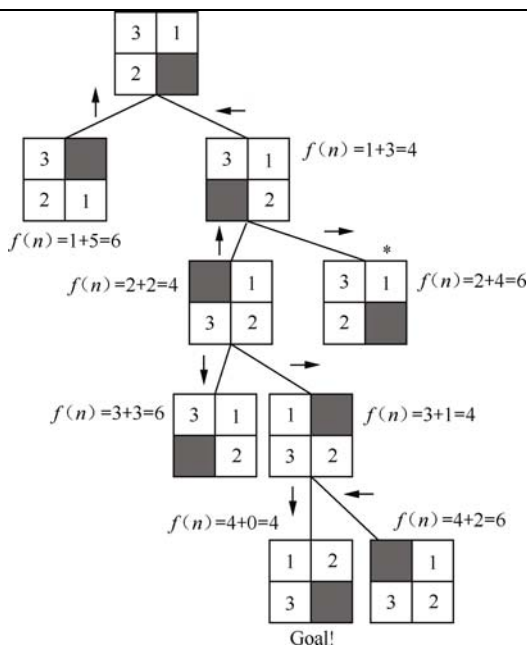 3 1
2
3
2 1
f(n)=1+5=6
3 1
2
f(n)=1+3=4
f(n)=2+2=4
1
3 2
*
3 1
2
f(n)=2+4=6
f(n)=3+3=6
3 1
2
1
3 2
f(n)=3+1=4
f(n)=4+0=4
1 2
3
Goal!
f(n)=4+2=6
1
3 2